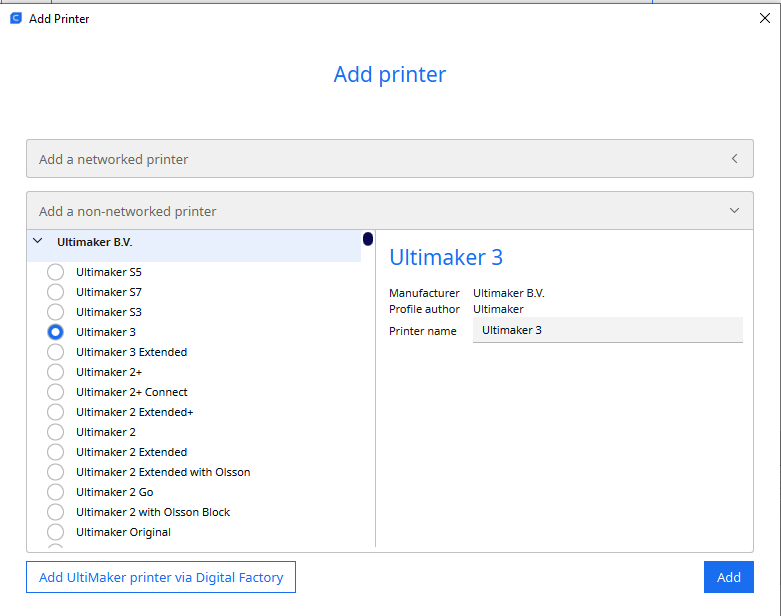 Add Printer
Add printer
Add a networked printer
Add a non-networked printer
Ultimaker B.V.
Ultimaker S5
Ultimaker S7
Ultimaker S3
Ultimaker 3
Ultimaker 3 Extended
Ultimaker 2+
Ultimaker 2+ Connect
Ultimaker 2 Extended+
Ultimaker 2
Ultimaker 2 Extended
Ultimaker 2 Extended with Olsson
Ultimaker 2 Go
Ultimaker 2 with Olsson Block
Ultimaker Original
Ultimaker 3
Manufacturer Ultimaker B.V.
Profile author Ultimaker
Printer name Ultimaker 3
Add UltiMaker printer via Digital Factory
Add